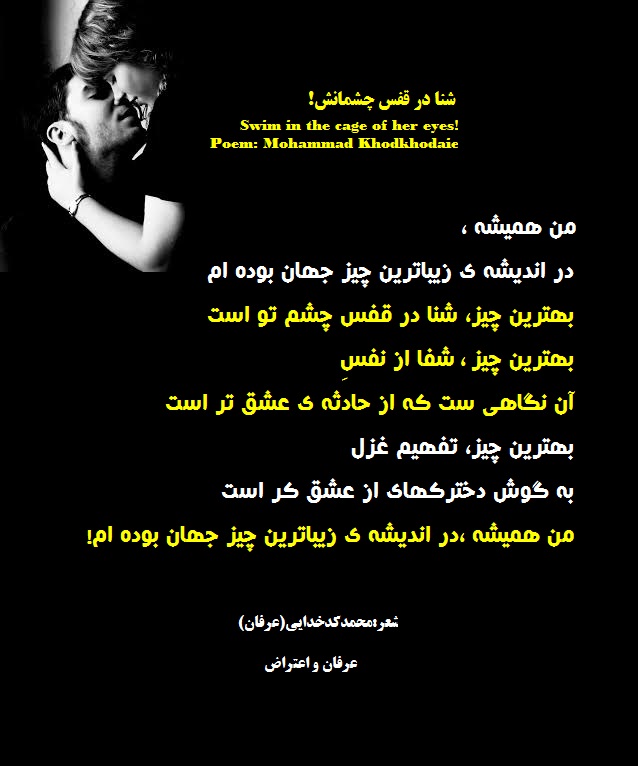 شنا در قفس چشمانش!
Swim in the cage of her eyes!
Poem: Mohammad Khodkhodaie
من همیشه ،
در اندیشه ی زیباترین چیز جهان بوده ام
بهترین چیز، شنا در قفس چشم تو است
بهترین چیز ، شفا از نفسِ
آن نگاهی ست که از حادثه ی عشق تر است
بهترین چیز، تفهیم غزل
به گوش دخترکهای از عشق کر است
من همیشه ،در اندیشه ی زیباترین چیز جهان بوده ام!
شعر:محمدکدخدایی(عرفان)
عرفان و اعتراض